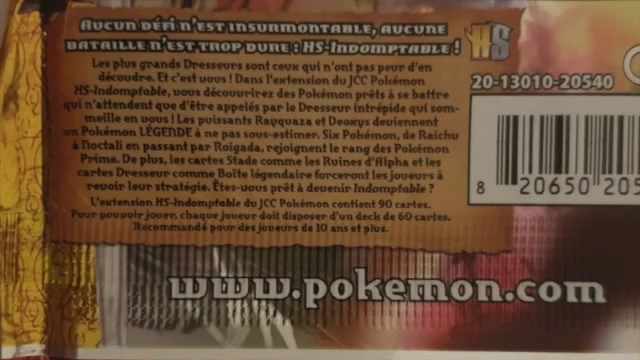 Aucun défi n'est insurmontable, aucune
bataille n'est trop dure : HS-Indomptable !
HS
Les plus grands Dresseurs sont ceux qui n'ont pas peur d'en
découdre. Et c'est vous ! Dans l'extension du JCC Pokémon
HS-Indomptable, vous découvrirez des Pokémon prêts à se battre
qui n'attendent que d'être appelés par le Dresseur intrépide qui som-
meille en vous ! Les puissants Rayquaza et Deoxys deviennent
un Pokémon LÉGENDE à ne pas sous-estimer. Six Pokémon, de Raichu
à Noctali en passant par Roigada, rejoignent le rang des Pokémon
Prime. De plus, les cartes Stade comme les Ruines d'Alpha et les
cartes Dresseur comme Boîte légendaire forceront les joueurs à
revoir leur stratégie. Êtes-vous prêt à devenir Indomptable ?
L'extension HS-Indomptable du JCC Pokémon contient 90 cartes.
Pour pouvoir jouer, chaque joueur doit disposer d'un deck de 60 cartes.
Recommandé pour des joueurs de 10 ans et plus.
20-13010-20540
8 20650 205
www.pokemon.com